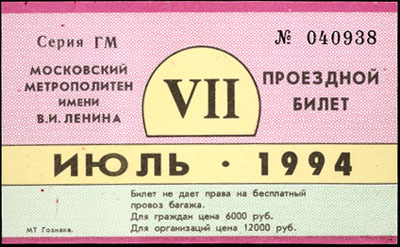 Серия ГМ
№ 040938
МОСКОВСКИЙ
МЕТРОПОЛИТЕН
ИМЕНИ
В.И. ЛЕНИНА
VII
ПРОЕЗДНОЙ
БИЛЕТ
ИЮЛЬ · 1994
Билет не дает права на бесплатный
провоз багажа.
Для граждан цена 6000 руб.
Для организаций цена 12000 руб.
МТ Гознака.